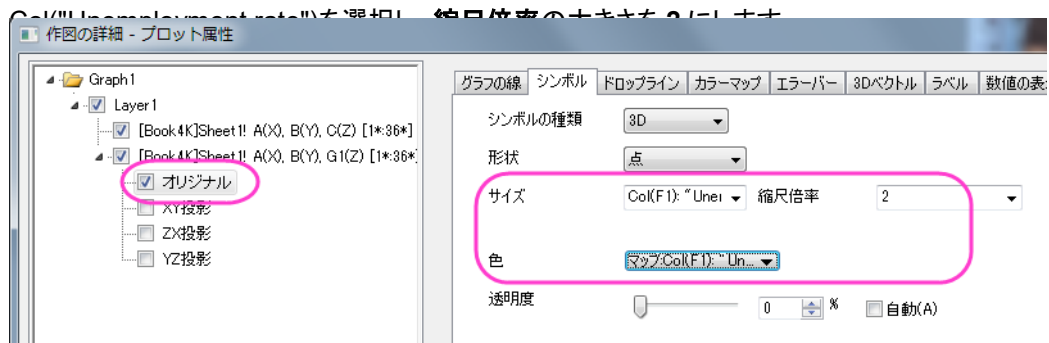 Col("Unemployment rate")を選択し、縮尺倍率の大きさを 2 にします
作図の詳細 - プロット属性
Graph1
Layer1
[Book4K]Sheet1! A(X), B(Y), C(Z) [1*:36*]
[Book4K]Sheet1! A(X), B(Y), G1(Z) [1*:36*]
オリジナル
XY投影
ZX投影
YZ投影
グラフの線 シンボル ドロップライン カラーマップ エラーバー 3Dベクトル ラベル 数値の表
シンボルの種類 3D
形状 点
サイズ Col(F1): "Uner 縮尺倍率 2
色 マップ:Col(F1): "Un...
透明度 0 % 自動(A)